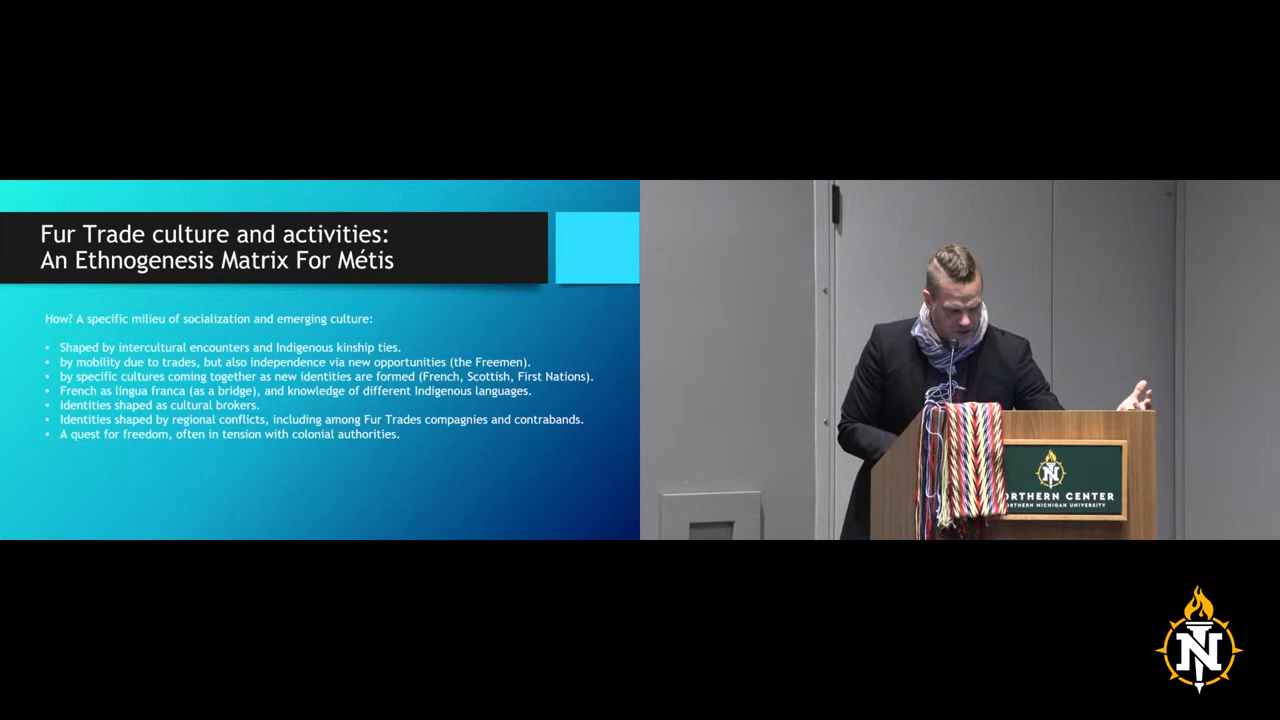 Fur Trade culture and activities:
An Ethnogenesis Matrix For Métis
How? A specific milieu of socialization and emerging culture:
• Shaped by intercultural encounters and Indigenous kinship ties.
• by mobility due to trades, but also independence via new opportunities (the Freemen).
• by specific cultures coming together as new identities are formed (French, Scottish, First Nations).
• French as lingua franca (as a bridge), and knowledge of different Indigenous languages.
• Identities shaped as cultural brokers.
• Identities shaped by regional conflicts, including among Fur Trades compagnies and contrabands.
• A quest for freedom, often in tension with colonial authorities.
N
ORTHERN CENTER
ORTHERN MICHIGAN UNIVERSITY
N